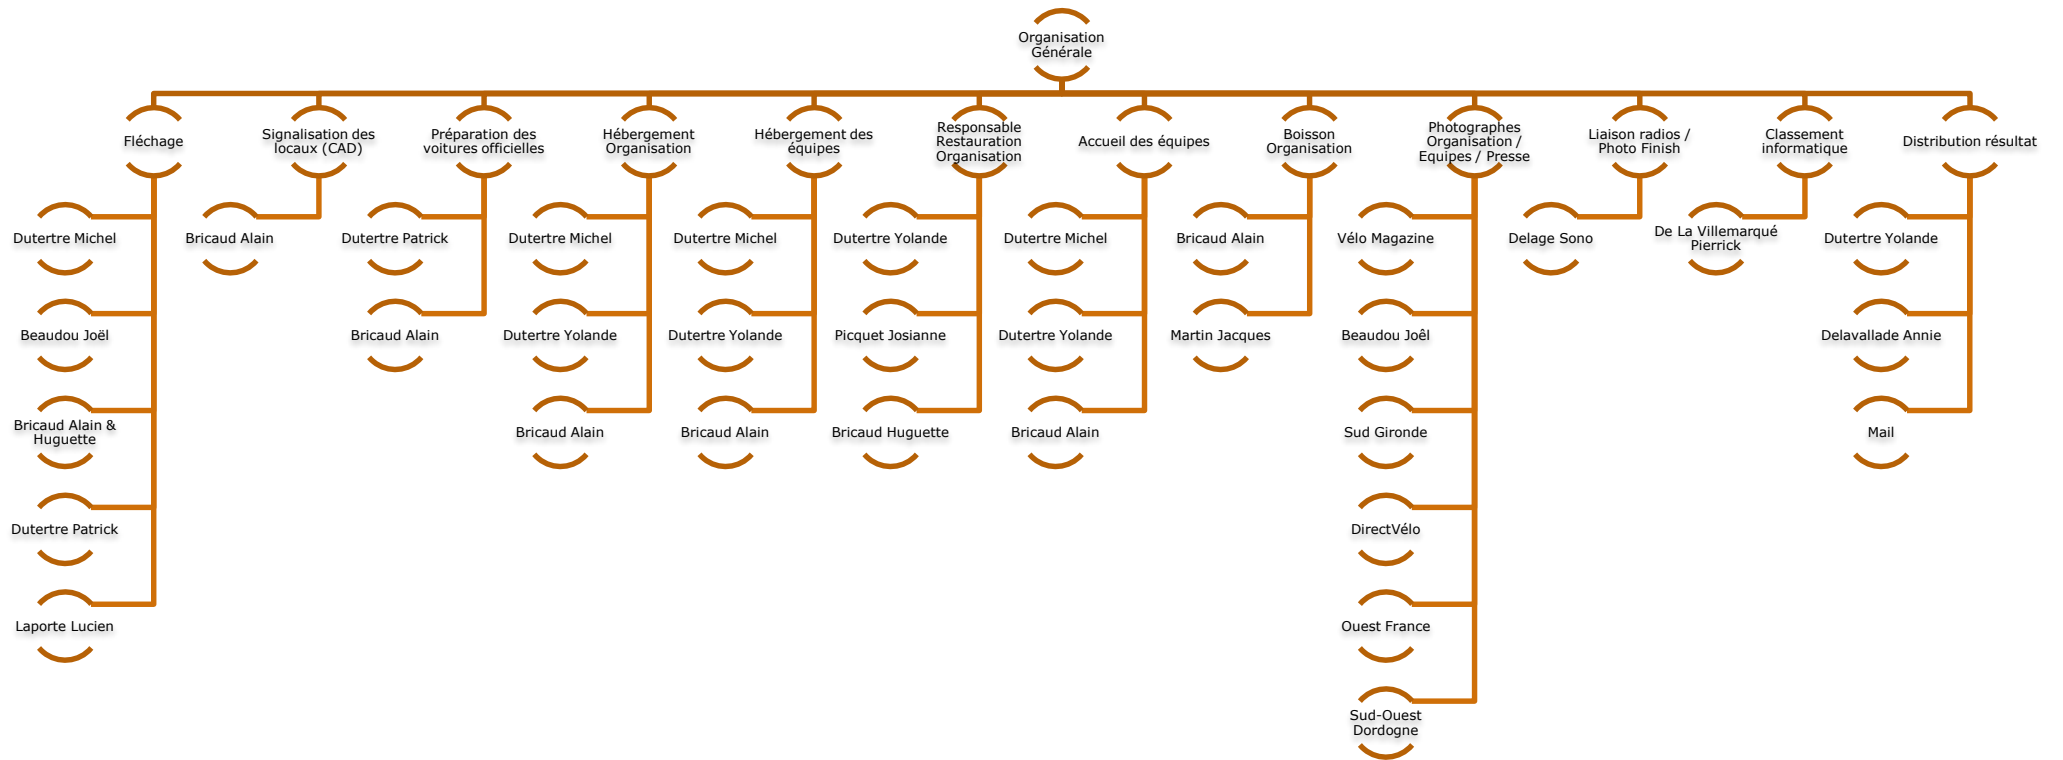 Organisation
Générale
Fléchage
Signalisation des
locaux (CAD)
Préparation des
voitures officielles
Hébergement
Organisation
Hébergement des
équipes
Responsable
Restauration
Organisation
Accueil des équipes
Boisson
Organisation
Photographes
Organisation /
Equipes / Presse
Liaison radios /
Photo Finish
Classement
informatique
Distribution résultat
Dutertre Michel
Beaudou Joël
Bricaud Alain &
Huguette
Dutertre Patrick
Laporte Lucien
Bricaud Alain
Dutertre Patrick
Bricaud Alain
Dutertre Michel
Dutertre Yolande
Bricaud Alain
Dutertre Michel
Dutertre Yolande
Bricaud Alain
Dutertre Yolande
Picquet Josianne
Bricaud Huguette
Dutertre Michel
Dutertre Yolande
Bricaud Alain
Bricaud Alain
Martin Jacques
Vélo Magazine
Beaudou Joêl
Sud Gironde
DirectVélo
Ouest France
Sud-Ouest
Dordogne
Delage Sono
De La Villemarqué
Pierrick
Dutertre Yolande
Delavallade Annie
Mail